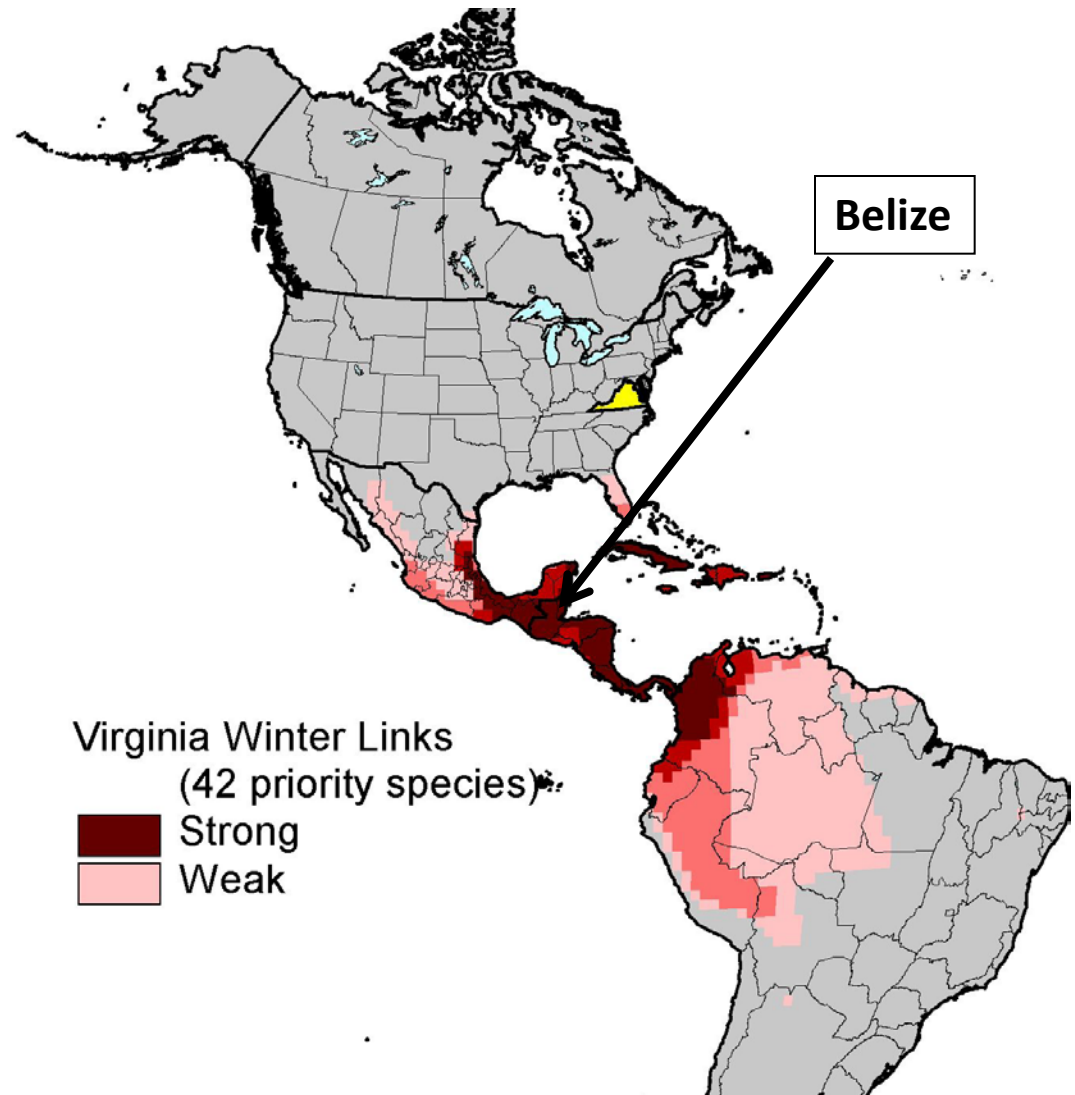 Belize
Virginia Winter Links
(42 priority species)
Strong
Weak